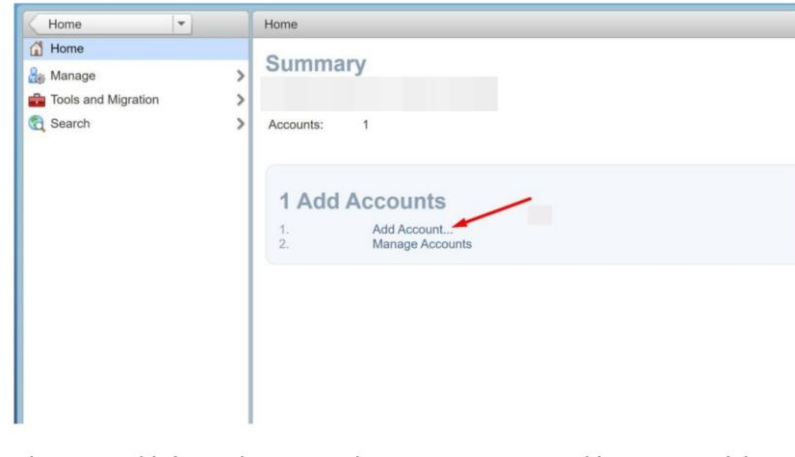 Home
Home
Manage
Tools and Migration
Search
Home
Summary
Accounts: 1
1 Add Accounts
1. Add Account...
2. Manage Accounts